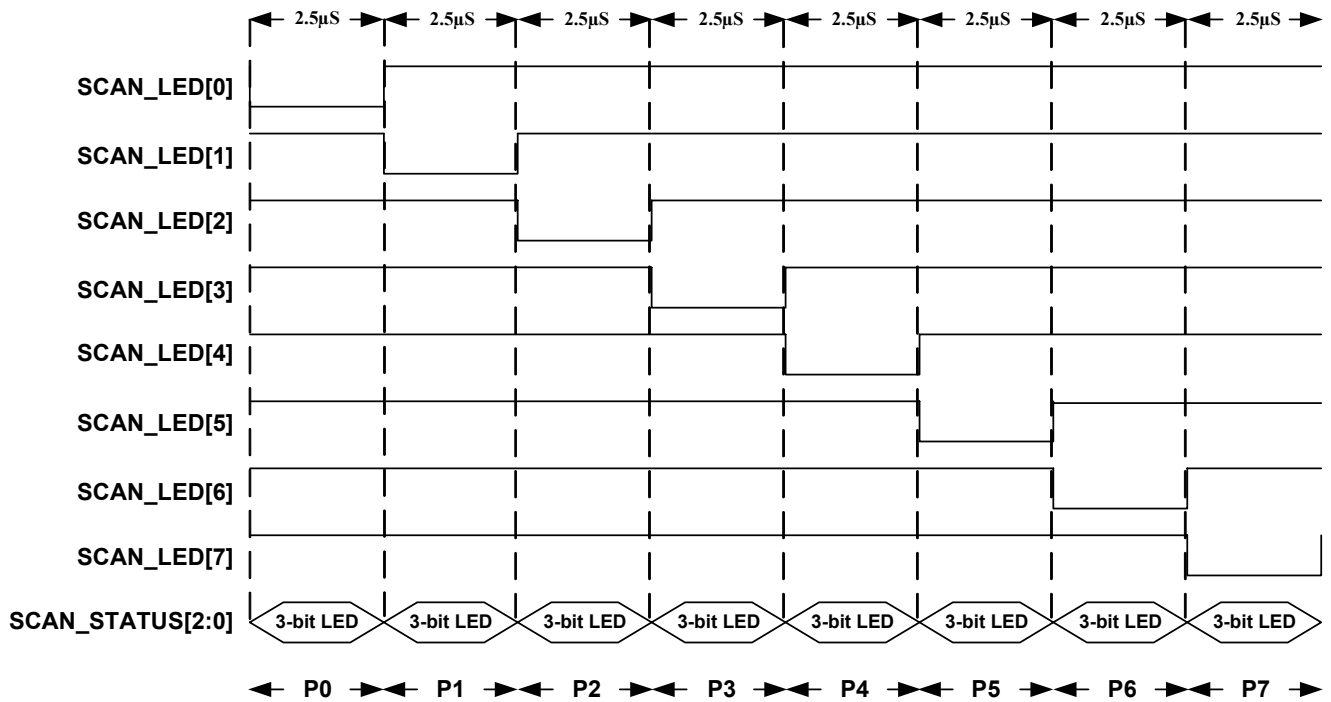 2.5µS 2.5µS 2.5µS 2.5µS 2.5µS 2.5µS 2.5µS 2.5µS
SCAN_LED[0]
SCAN_LED[1]
SCAN_LED[2]
SCAN_LED[3]
SCAN_LED[4]
SCAN_LED[5]
SCAN_LED[6]
SCAN_LED[7]
SCAN_STATUS[2:0] 3-bit LED 3-bit LED 3-bit LED 3-bit LED 3-bit LED 3-bit LED 3-bit LED 3-bit LED
P0 P1 P2 P3 P4 P5 P6 P7